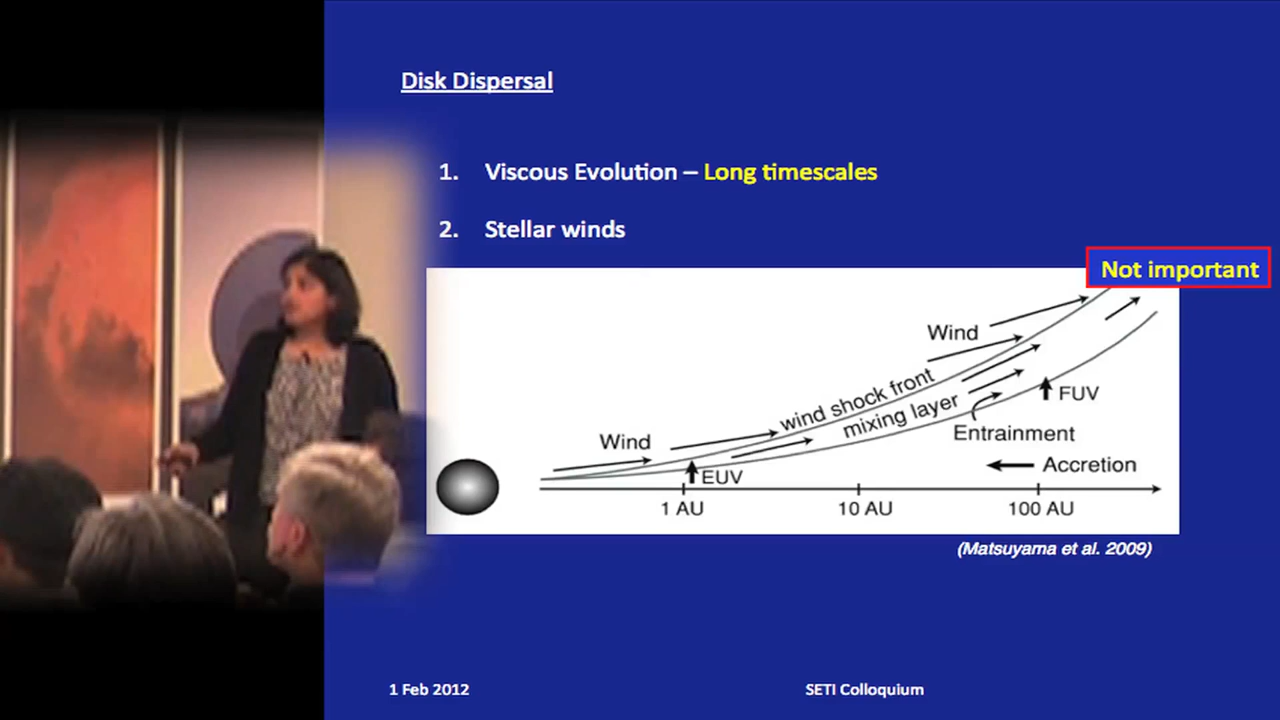 Disk Dispersal
1. Viscous Evolution – Long timescales
2. Stellar winds
Not important
Wind
wind shock front
mixing layer
FUV
Entrainment
Wind
Accretion
EUV
1 AU
10 AU
100 AU
(Matsuyama et al. 2009)
1 Feb 2012
SETI Colloquium